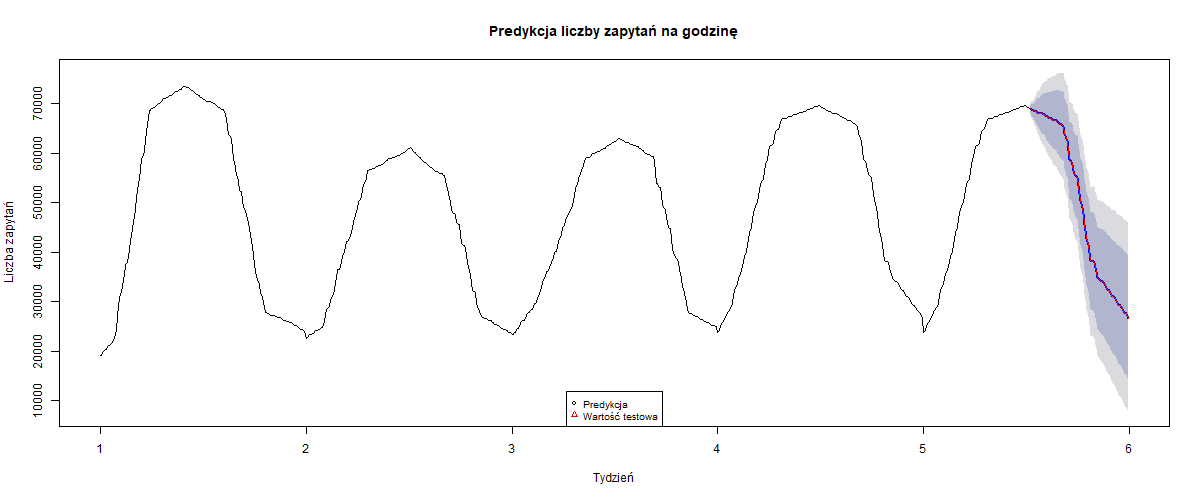 Predykcja liczby zapytań na godzinę
Liczba zapytań
70000
60000
50000
40000
30000
20000
10000
Predykcja
Wartość testowa
1 2 3 4 5 6
Tydzień